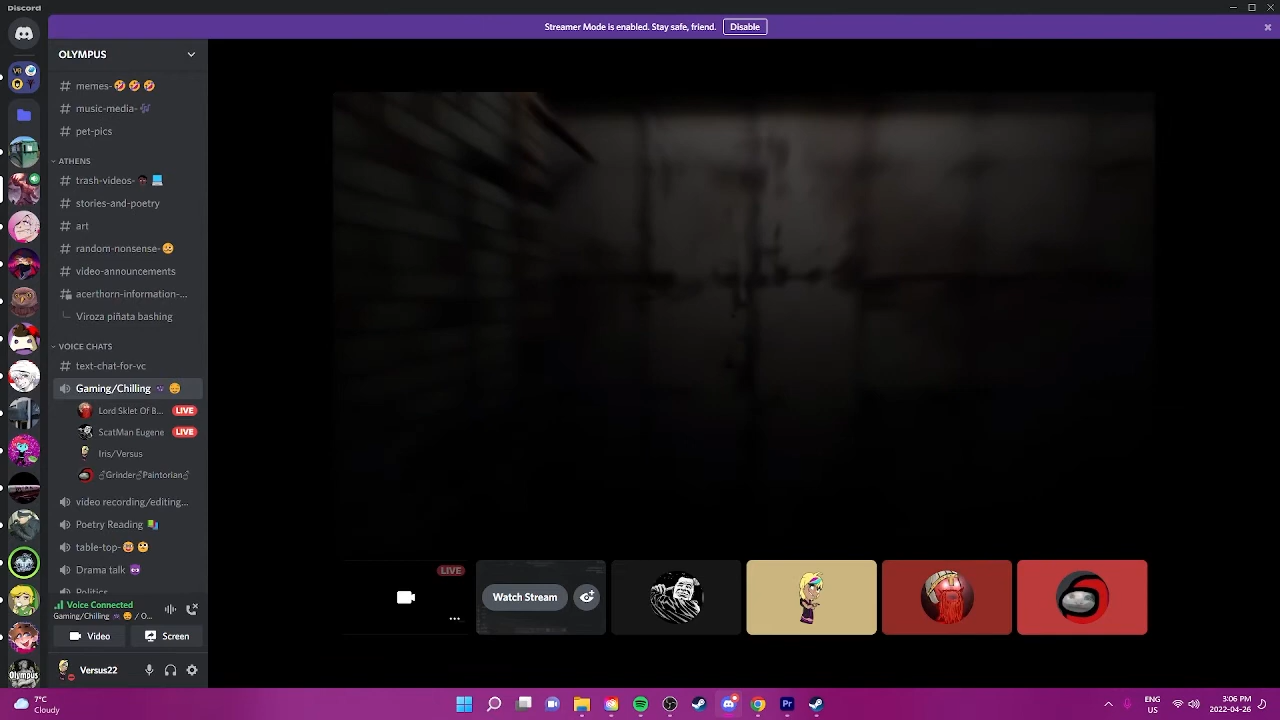 Discord
Streamer Mode is enabled. Stay safe, friend.
Disable
OLYMPUS
# memes-🤣🤣🤣
# music-media-🎶
# pet-pics
ATHENS
# trash-videos-
# stories-and-poetry
# art
# random-nonsense-
# video-announcements
acerthorn-information-...
Viroza piñata bashing
VOICE CHATS
# text-chat-for-vc
Gaming/Chilling
Lord Sklet Of B...
LIVE
ScatMan Eugene
LIVE
Iris/Versus
Grinder Paintorian
video recording/editing...
Poetry Reading
table-top-
Drama talk
Politics
Voice Connected
Gaming/Chilling / O...
Video
Screen
Versus22
LIVE
Watch Stream
VR
Olympus
7°C
Cloudy
Pr
ENG
US
3:06 PM
2022-04-26